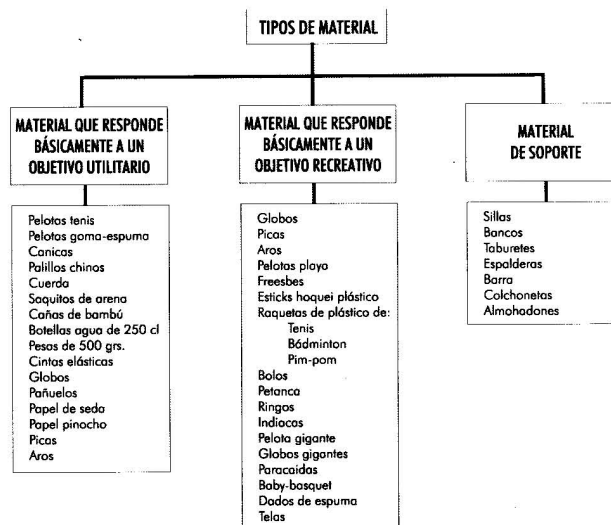 TIPOS DE MATERIAL
MATERIAL QUE RESPONDE
BÁSICAMENTE A UN
OBJETIVO UTILITARIO
Pelotas tenis
Pelotas goma-espuma
Canicas
Palillos chinos
Cuerda
Saquitos de arena
Cañas de bambú
Botellas agua de 250 cl
Pesas de 500 grs.
Cintas elásticas
Globos
Pañuelos
Papel de seda
Papel pinocho
Picas
Aros
MATERIAL QUE RESPONDE
BÁSICAMENTE A UN
OBJETIVO RECREATIVO
Globos
Picas
Aros
Pelotas playa
Freesbes
Esticks hoquei plástico
Raquetas de plástico de:
Tenis
Bádminton
Pim-pom
Bolos
Petanca
Ringos
Indiacas
Pelota gigante
Globos gigantes
Paracaidas
Baby-basquet
Dados de espuma
Telas
MATERIAL
DE SOPORTE
Sillas
Bancos
Taburetes
Espalderas
Barra
Colchonetas
Almohadones